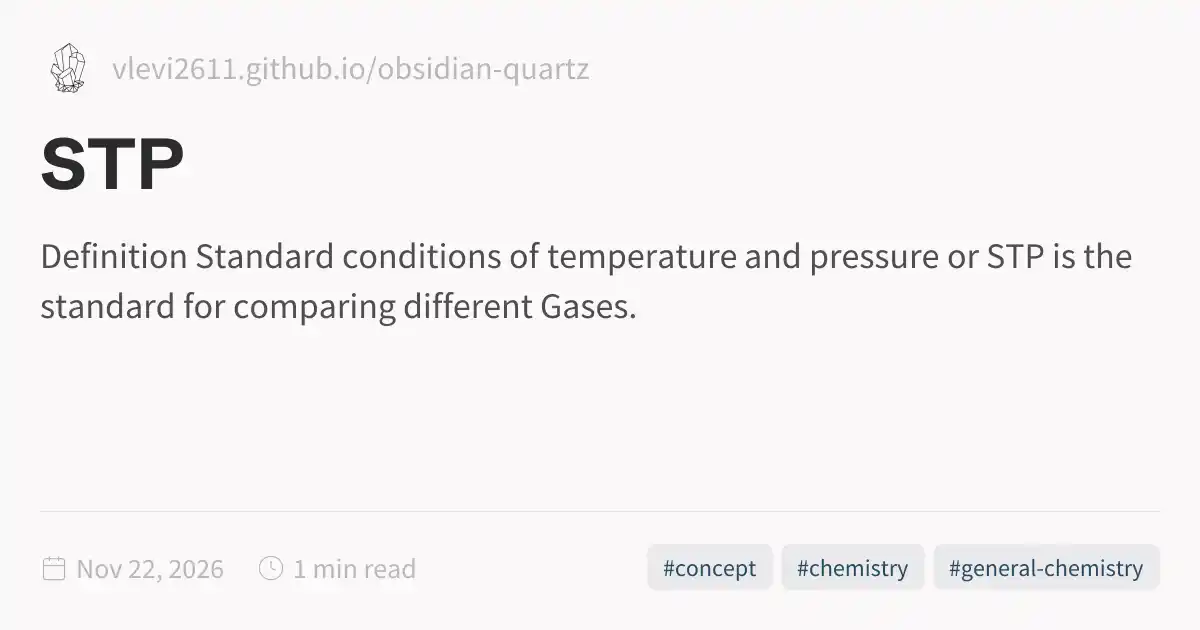 vlevi2611.github.io/obsidian-quartz
STP
Definition Standard conditions of temperature and pressure or STP is the
standard for comparing different Gases.
Nov 22, 2026 1 min read #concept #chemistry #general-chemistry